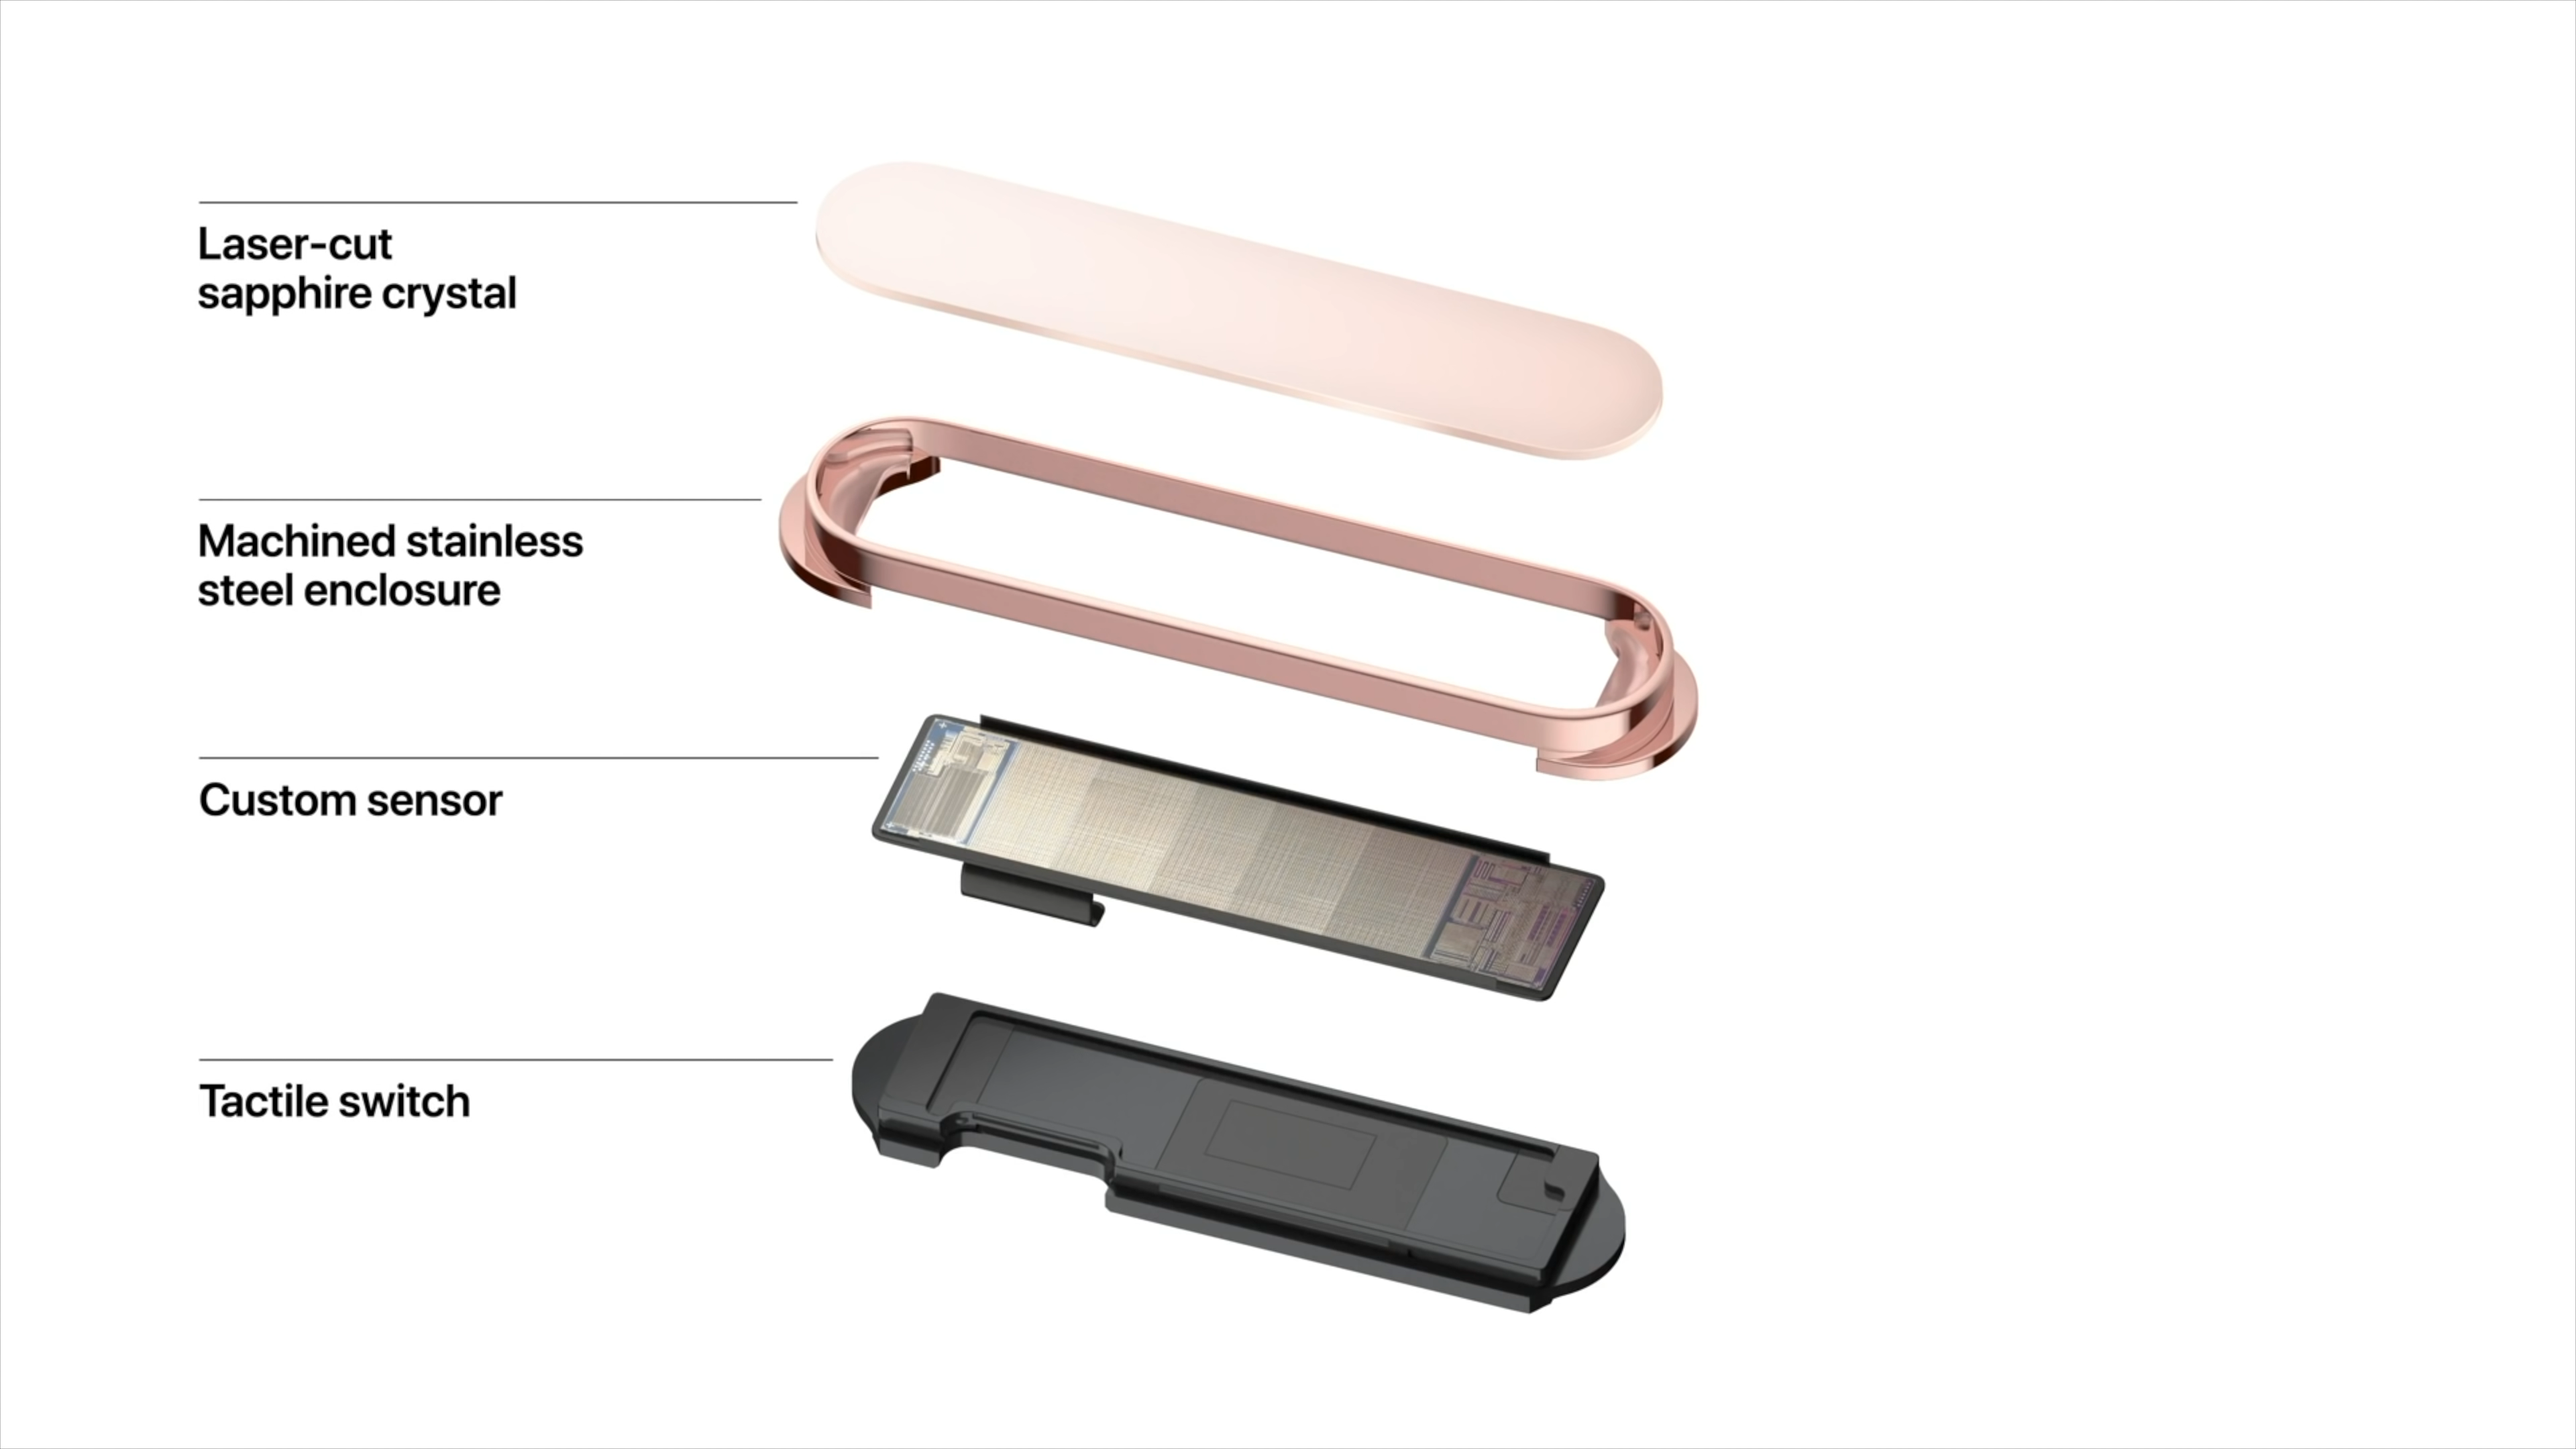 Laser-cut
sapphire crystal
Machined stainless
steel enclosure
Custom sensor
Tactile switch